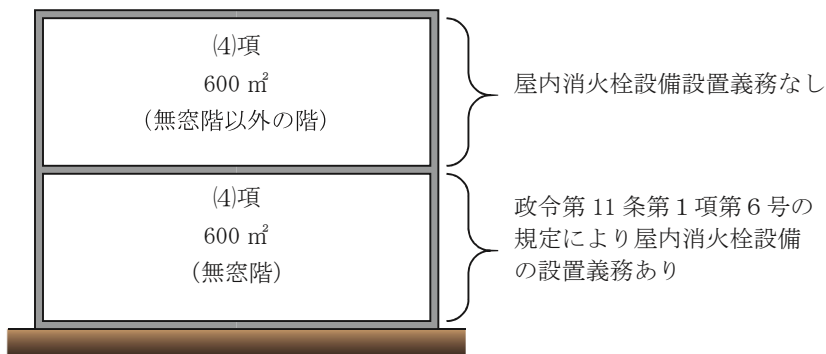 ⑷項
600 ㎡
（無窓階以外の階）
屋内消火栓設備設置義務なし
⑷項
600 ㎡
（無窓階）
政令第 11 条第１項第６号の
規定により屋内消火栓設備
の設置義務あり